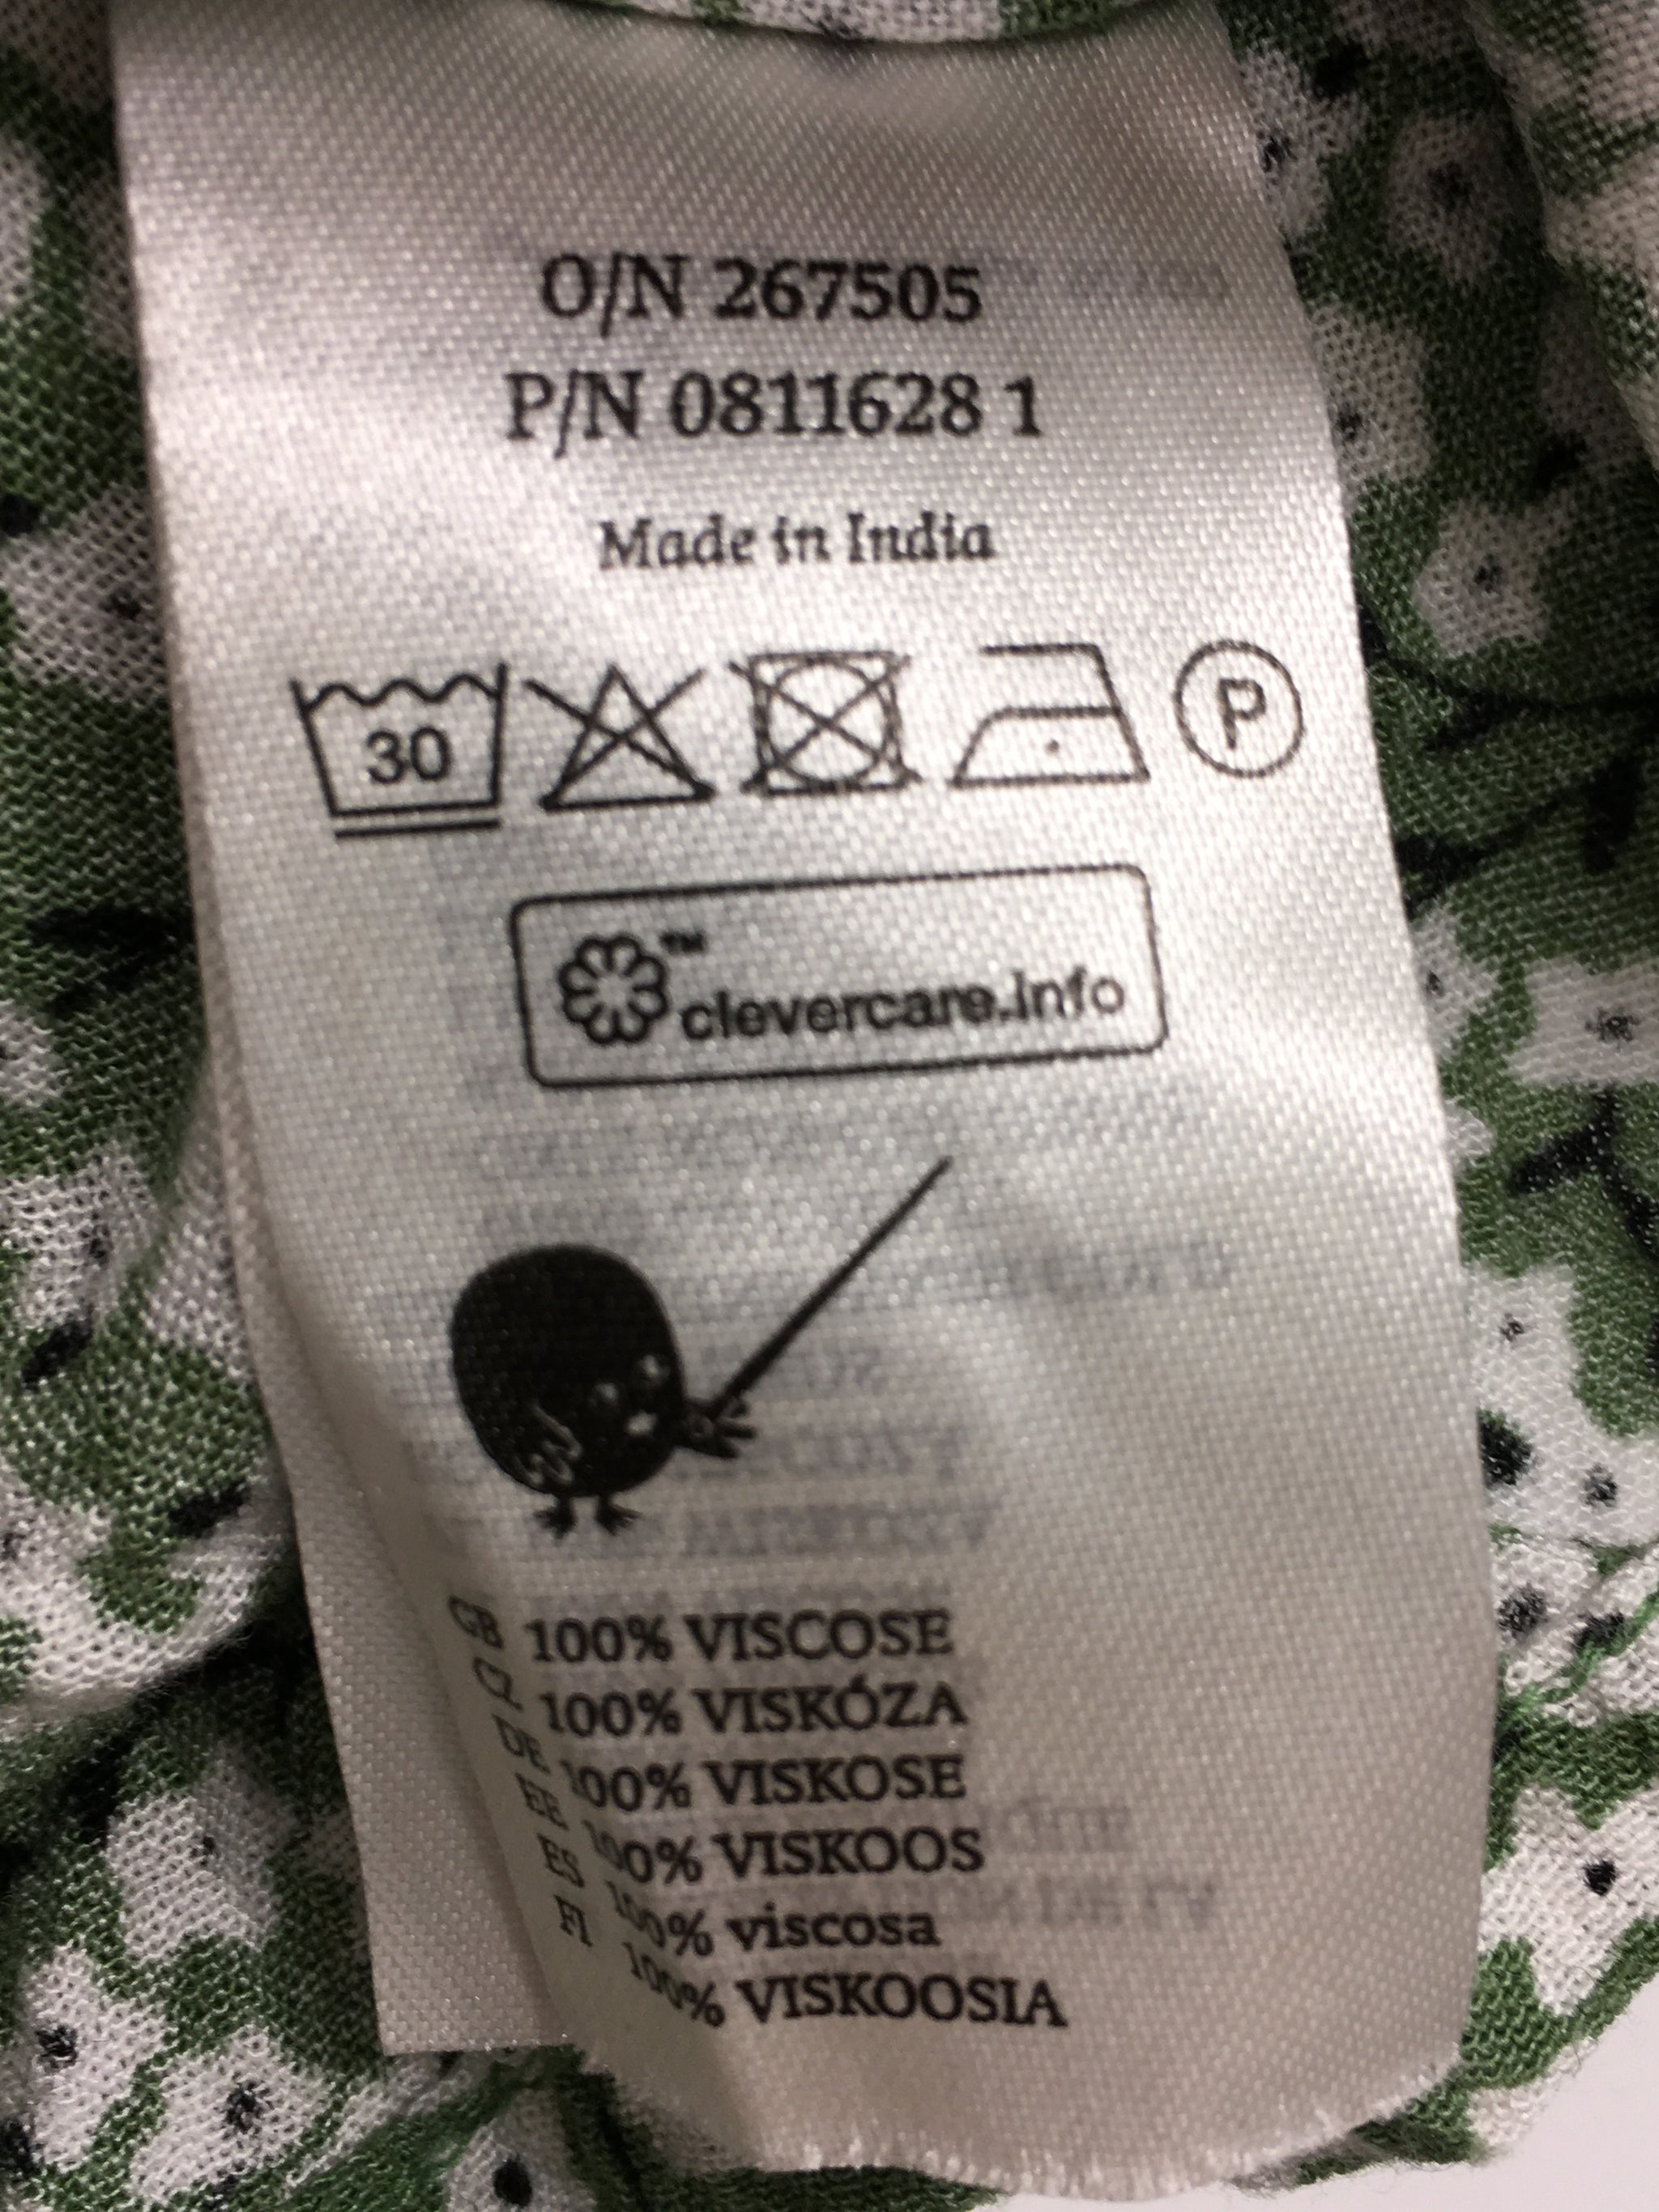 O/N 267505
P/N 0811628 1
Made in India
30
P
™
clevercare.info
GB 100% VISCOSE
CZ 100% VISKÓZA
DE 100% VISKOSE
EE 100% VISKOOS
ES 100% viscosa
FI 100% VISKOOSIA